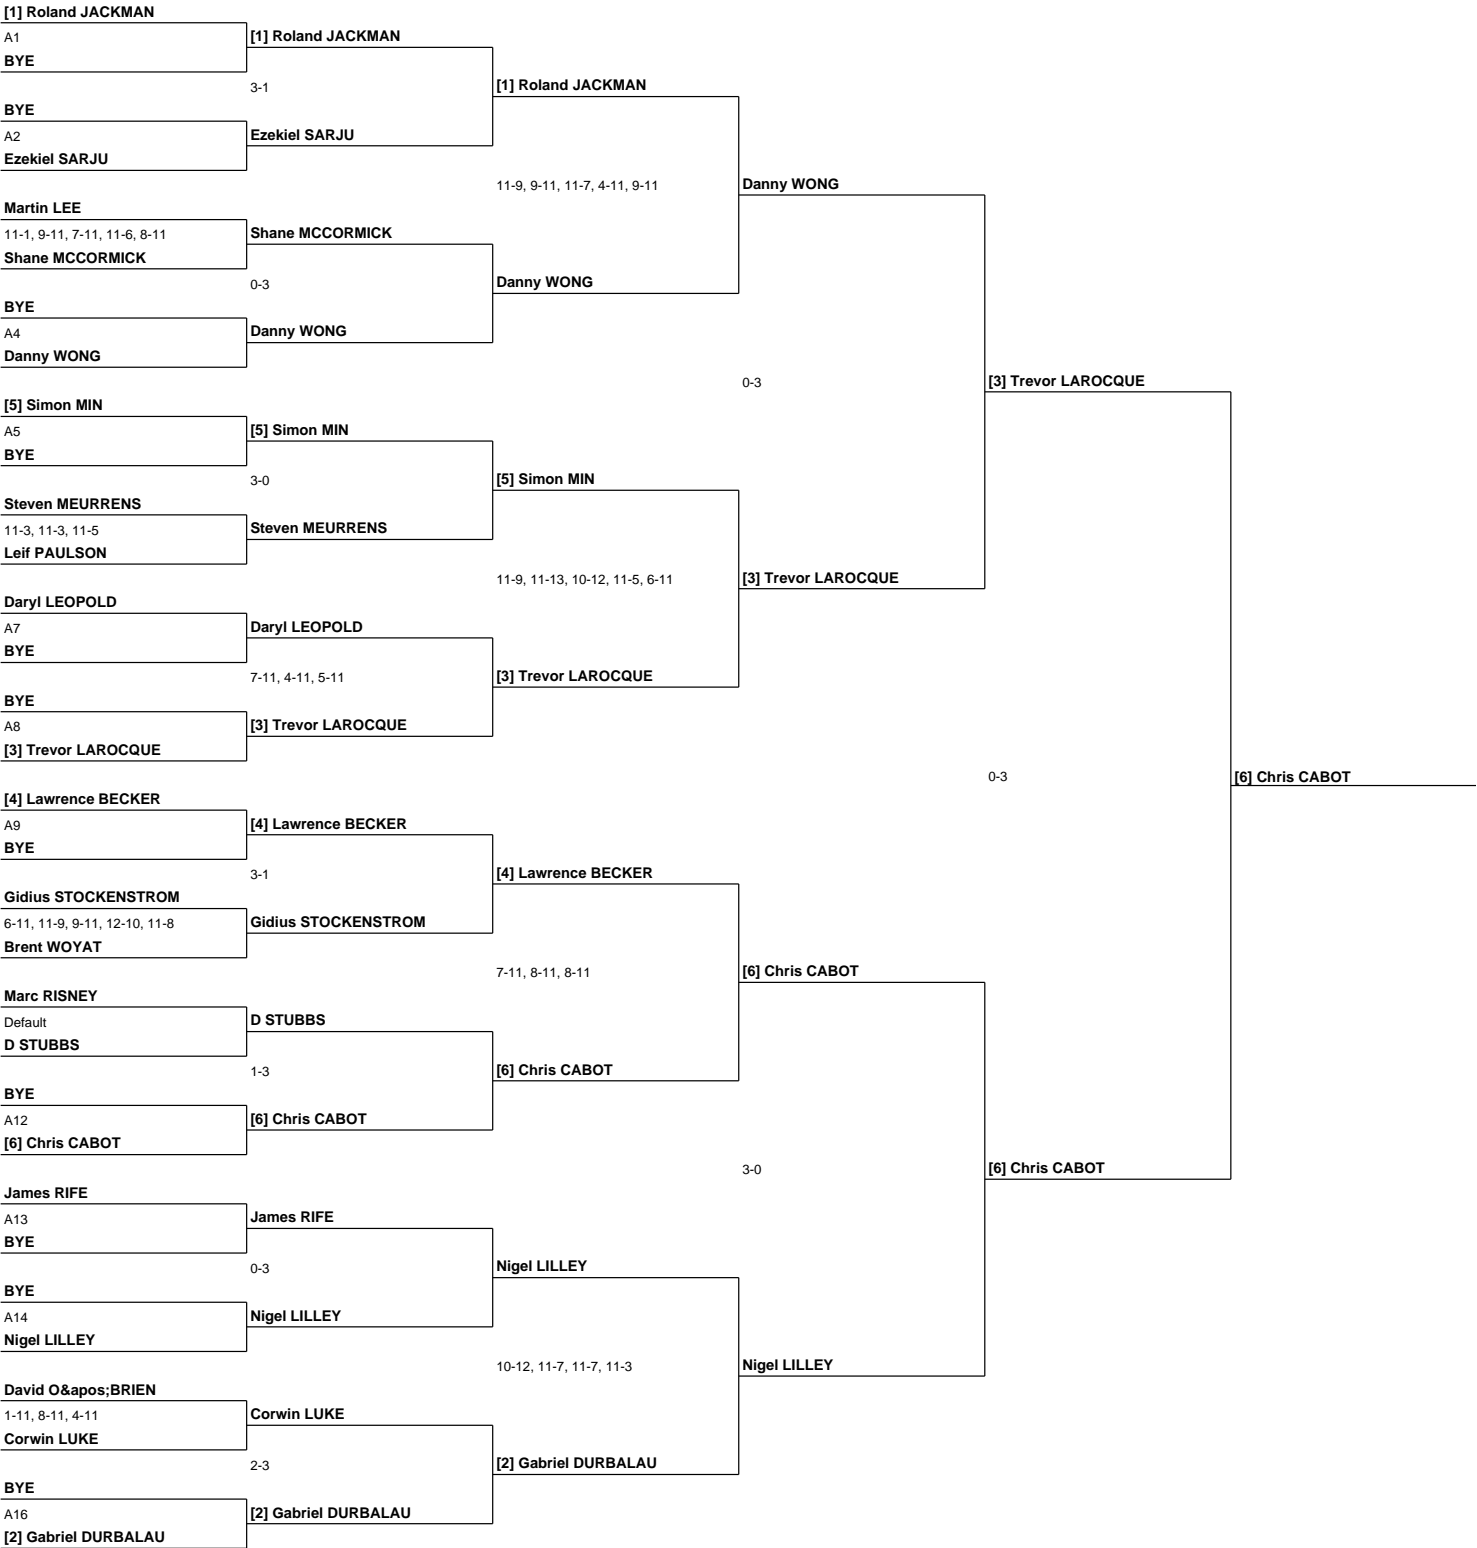 [1] Roland JACKMAN
A1
[1] Roland JACKMAN
BYE
3-1
[1] Roland JACKMAN
BYE
A2
Ezekiel SARJU
Ezekiel SARJU
11-9, 9-11, 11-7, 4-11, 9-11
Danny WONG
Martin LEE
11-1, 9-11, 7-11, 11-6, 8-11
Shane MCCORMICK
Shane MCCORMICK
0-3
Danny WONG
BYE
A4
Danny WONG
Danny WONG
0-3
[3] Trevor LAROCQUE
[5] Simon MIN
A5
[5] Simon MIN
BYE
3-0
[5] Simon MIN
Steven MEURRENS
11-3, 11-3, 11-5
Steven MEURRENS
Leif PAULSON
11-9, 11-13, 10-12, 11-5, 6-11
[3] Trevor LAROCQUE
Daryl LEOPOLD
A7
Daryl LEOPOLD
BYE
7-11, 4-11, 5-11
[3] Trevor LAROCQUE
BYE
A8
[3] Trevor LAROCQUE
[3] Trevor LAROCQUE
0-3
[6] Chris CABOT
[4] Lawrence BECKER
A9
[4] Lawrence BECKER
BYE
3-1
[4] Lawrence BECKER
Gidius STOCKENSTROM
6-11, 11-9, 9-11, 12-10, 11-8
Gidius STOCKENSTROM
Brent WOYAT
7-11, 8-11, 8-11
[6] Chris CABOT
Marc RISNEY
Default
D STUBBS
D STUBBS
1-3
[6] Chris CABOT
BYE
A12
[6] Chris CABOT
[6] Chris CABOT
3-0
[6] Chris CABOT
James RIFE
A13
James RIFE
BYE
0-3
Nigel LILLEY
BYE
A14
Nigel LILLEY
Nigel LILLEY
10-12, 11-7, 11-7, 11-3
Nigel LILLEY
David O&apos;BRIEN
1-11, 8-11, 4-11
Corwin LUKE
Corwin LUKE
2-3
[2] Gabriel DURBALAU
BYE
A16
[2] Gabriel DURBALAU
[2] Gabriel DURBALAU